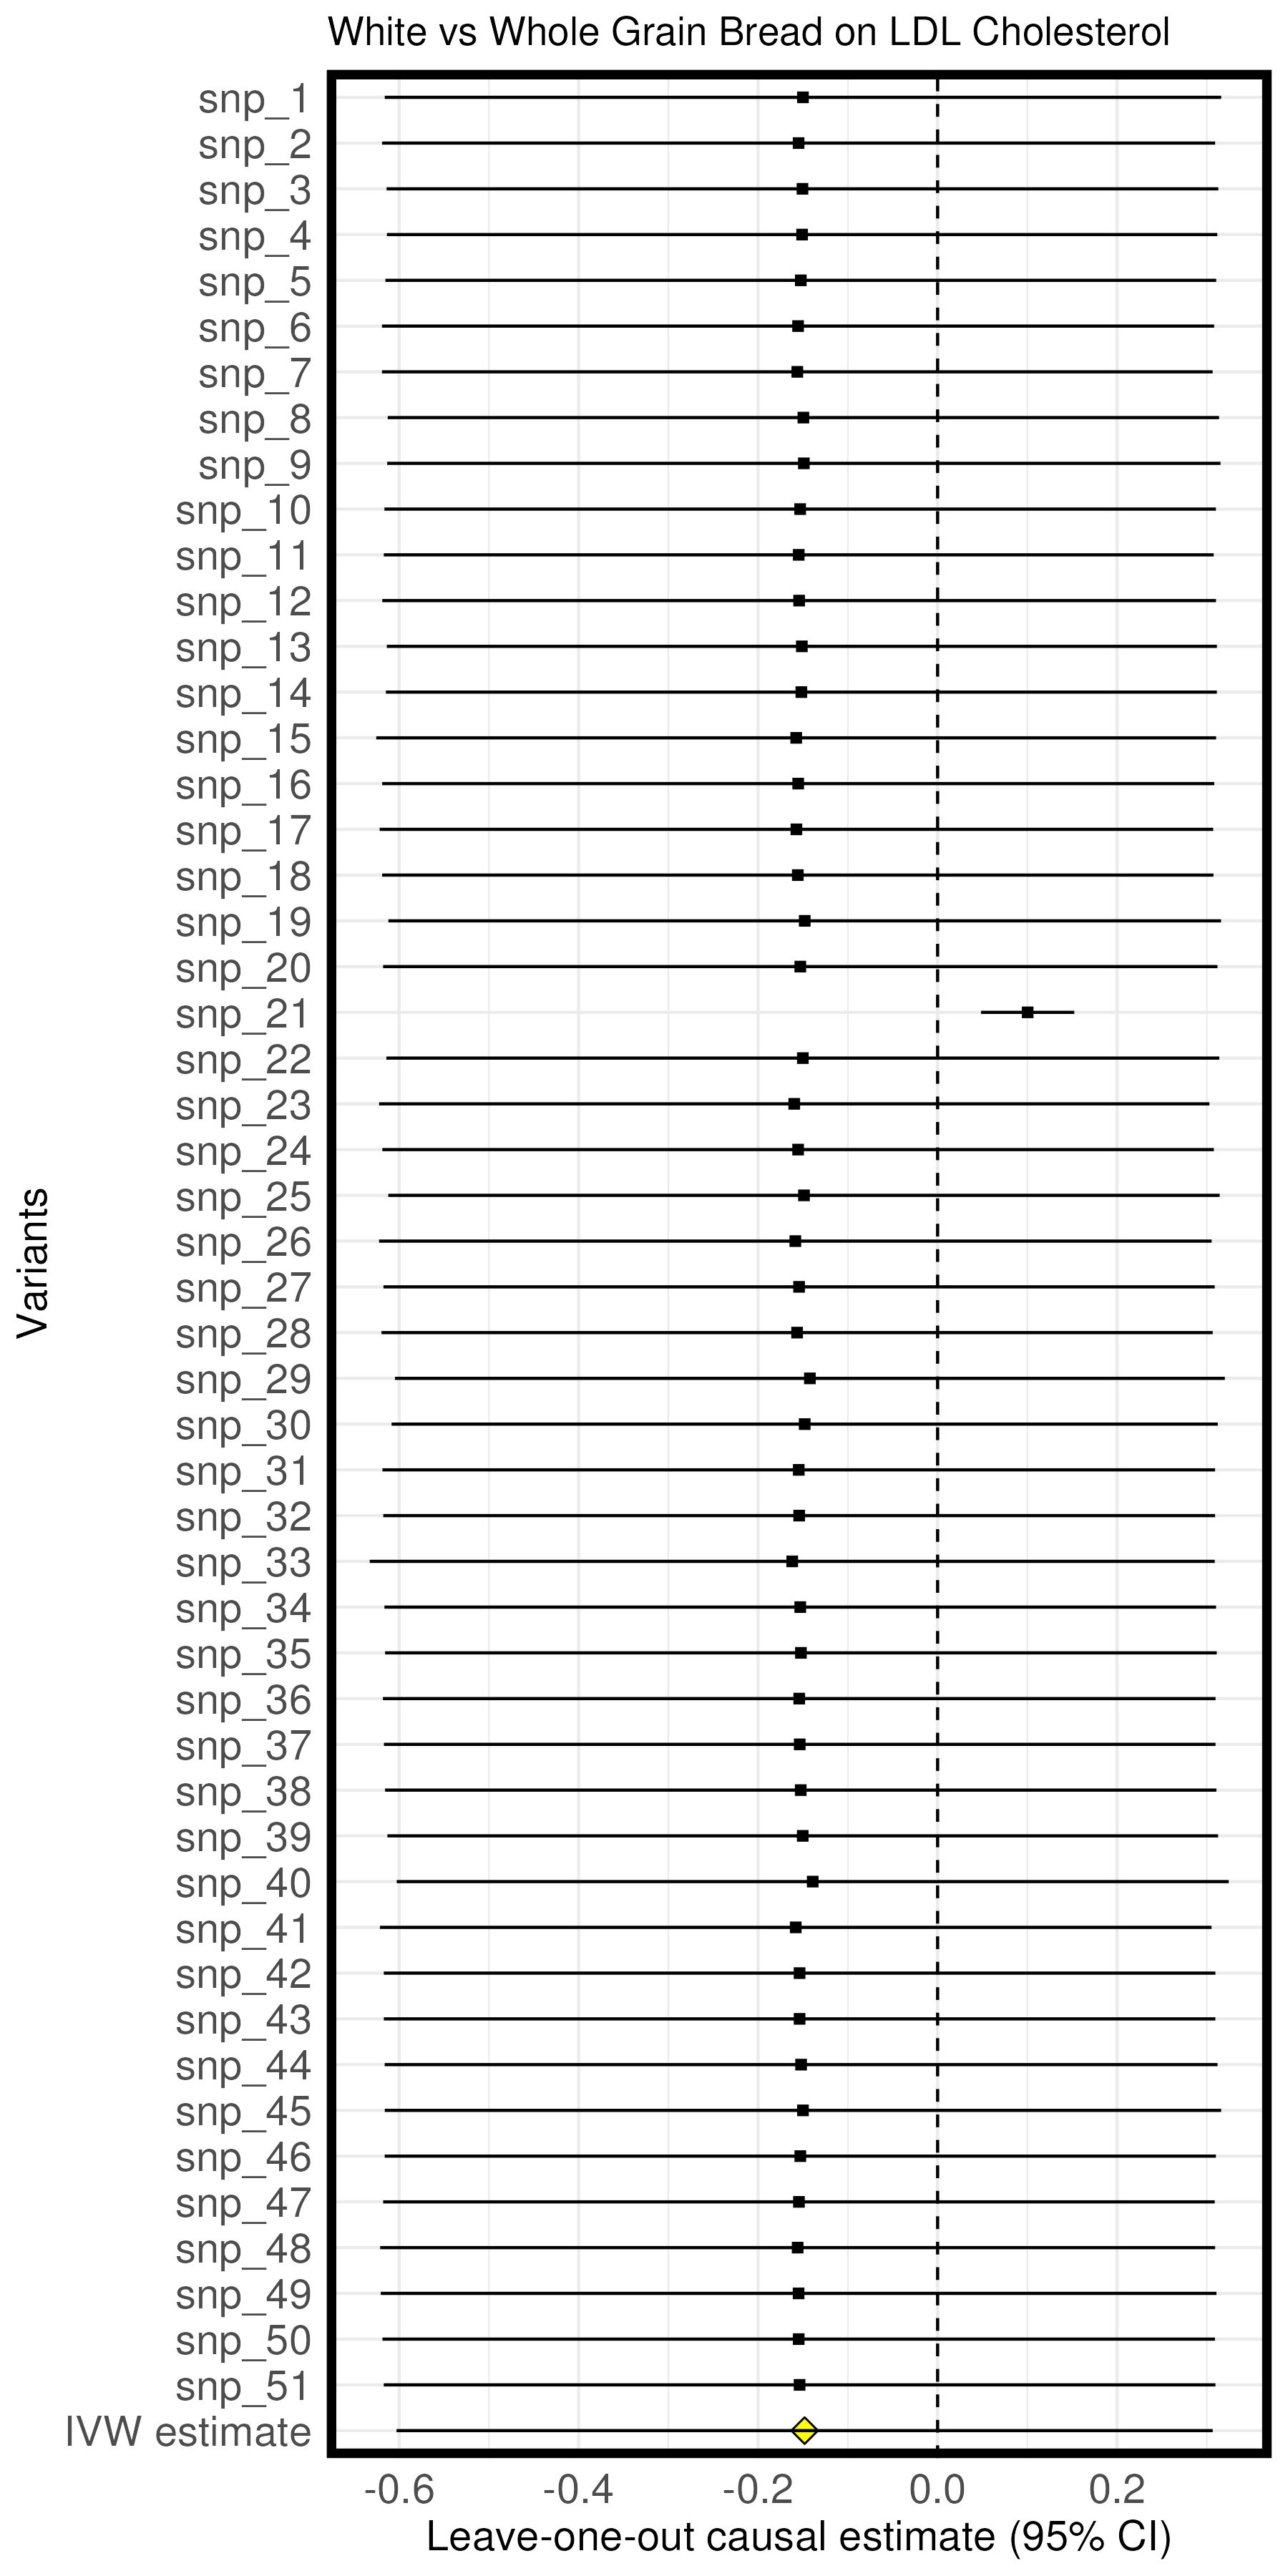 White vs Whole Grain Bread on LDL Cholesterol
snp_1
snp_2
snp_3
snp_4
snp_5
snp_6
snp_7
snp_8
snp_9
snp_10
snp_11
snp_12
snp_13
snp_14
snp_15
snp_16
snp_17
snp_18
snp_19
snp_20
snp_21
snp_22
snp_23
snp_24
snp_25
snp_26
snp_27
snp_28
snp_29
snp_30
snp_31
snp_32
snp_33
snp_34
snp_35
snp_36
snp_37
snp_38
snp_39
snp_40
snp_41
snp_42
snp_43
snp_44
snp_45
snp_46
snp_47
snp_48
snp_49
snp_50
snp_51
IVW estimate
Variants
-0.6 -0.4 -0.2 0.0 0.2
Leave-one-out causal estimate (95% CI)